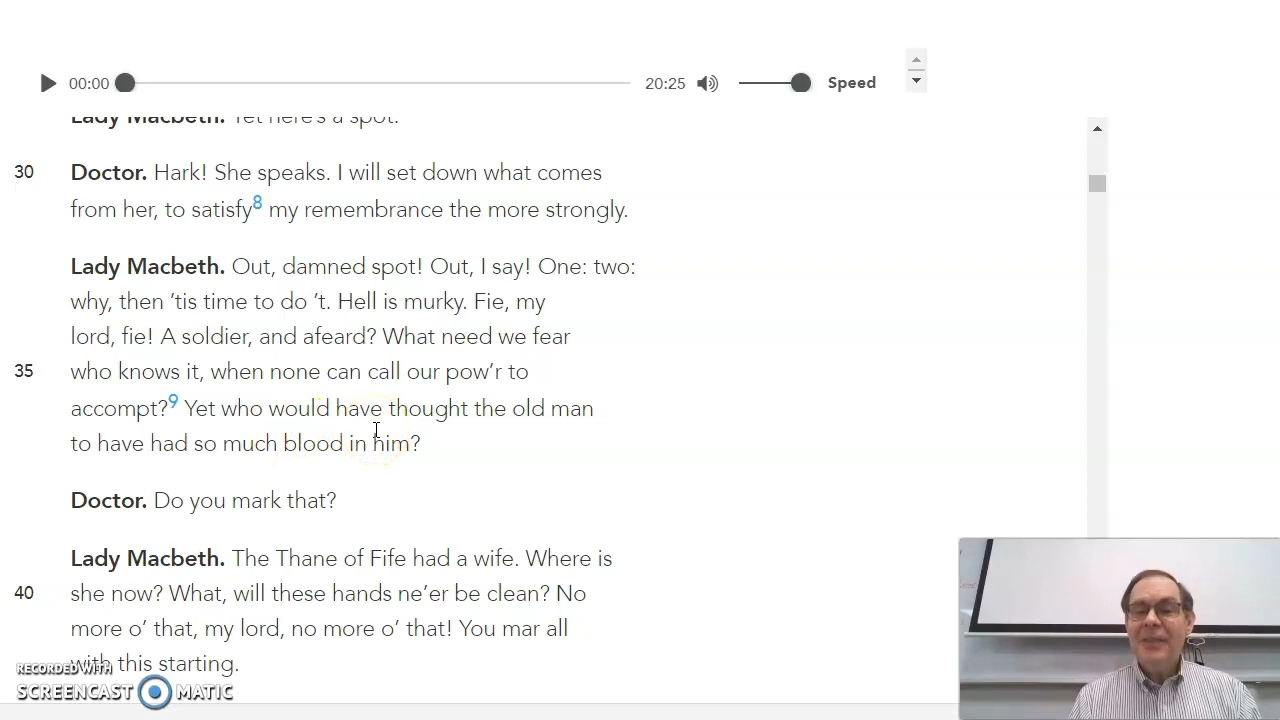 00:00
20:25
Speed
Lady Macbeth. Yet here's a spot.
30
Doctor. Hark! She speaks. I will set down what comes
from her, to satisfy8 my remembrance the more strongly.
Lady Macbeth. Out, damned spot! Out, I say! One: two:
why, then ’tis time to do ’t. Hell is murky. Fie, my
lord, fie! A soldier, and afeard? What need we fear
35
who knows it, when none can call our pow’r to
accompt?9 Yet who would have thought the old man
to have had so much blood in him?
Doctor. Do you mark that?
Lady Macbeth. The Thane of Fife had a wife. Where is
40
she now? What, will these hands ne’er be clean? No
more o’ that, my lord, no more o’ that! You mar all
with this starting.
RECORDED WITH
SCREENCAST MATIC